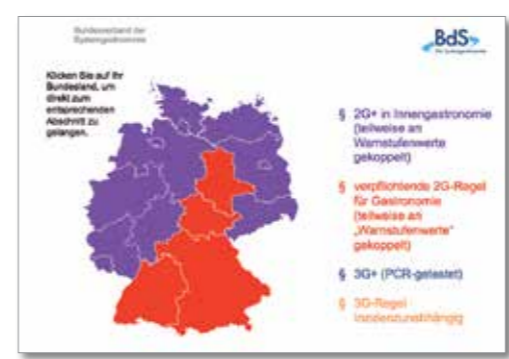 Bundesverband der
Systemgastronomie
BdS
Klicken Sie auf Ihr
Bundesland, um
direkt zum
entsprechenden
Abschnitt zu
gelangen.
§ 2G+ in Innengastronomie
(teilweise an
Warnstufenwerte
gekoppelt)
§ verpflichtende 2G-Regel
für Gastronomie
(teilweise an
„Warnstufenwerte“
gekoppelt)
§ 3G+ (PCR-getestet)
§ 3G-Regel
inzidenzunabhängig